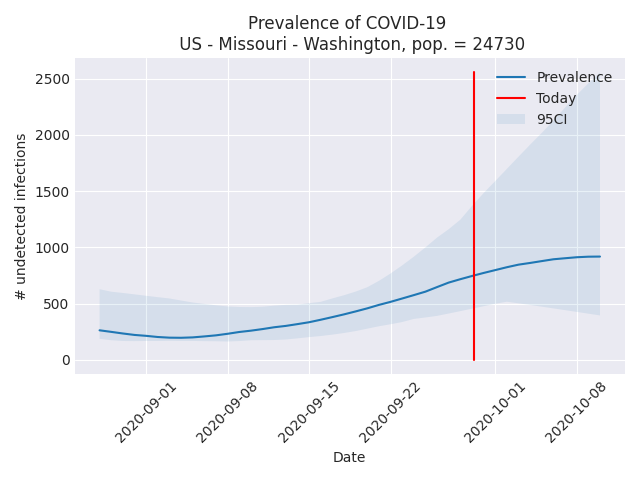 Prevalence of COVID-19
US - Missouri - Washington, pop. = 24730
Prevalence
Today
95CI
# undetected infections
2500
2000
1500
1000
500
0
2020-09-01
2020-09-08
2020-09-15
2020-09-22
2020-10-01
2020-10-08
Date